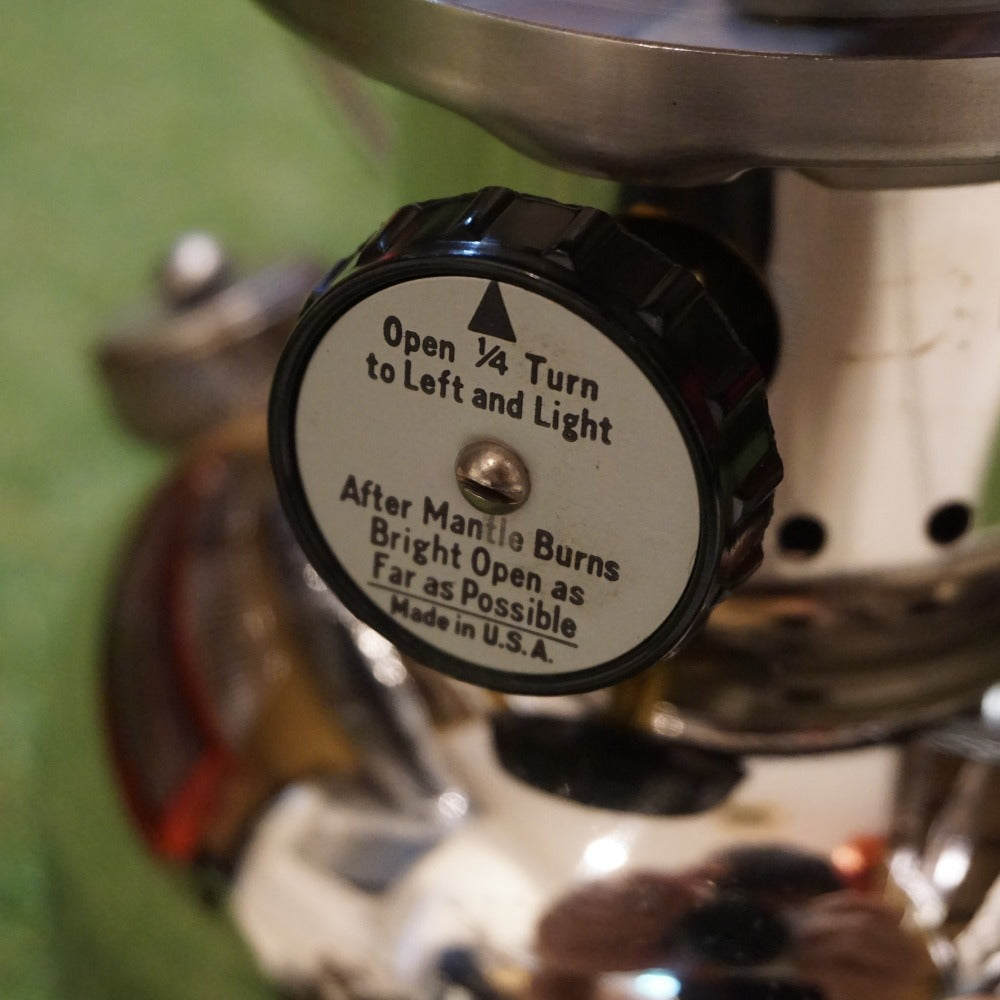 Open 1/4 Turn
to Left and Light
After Mantle Burns
Bright Open as
Far as Possible
Made in U.S.A.